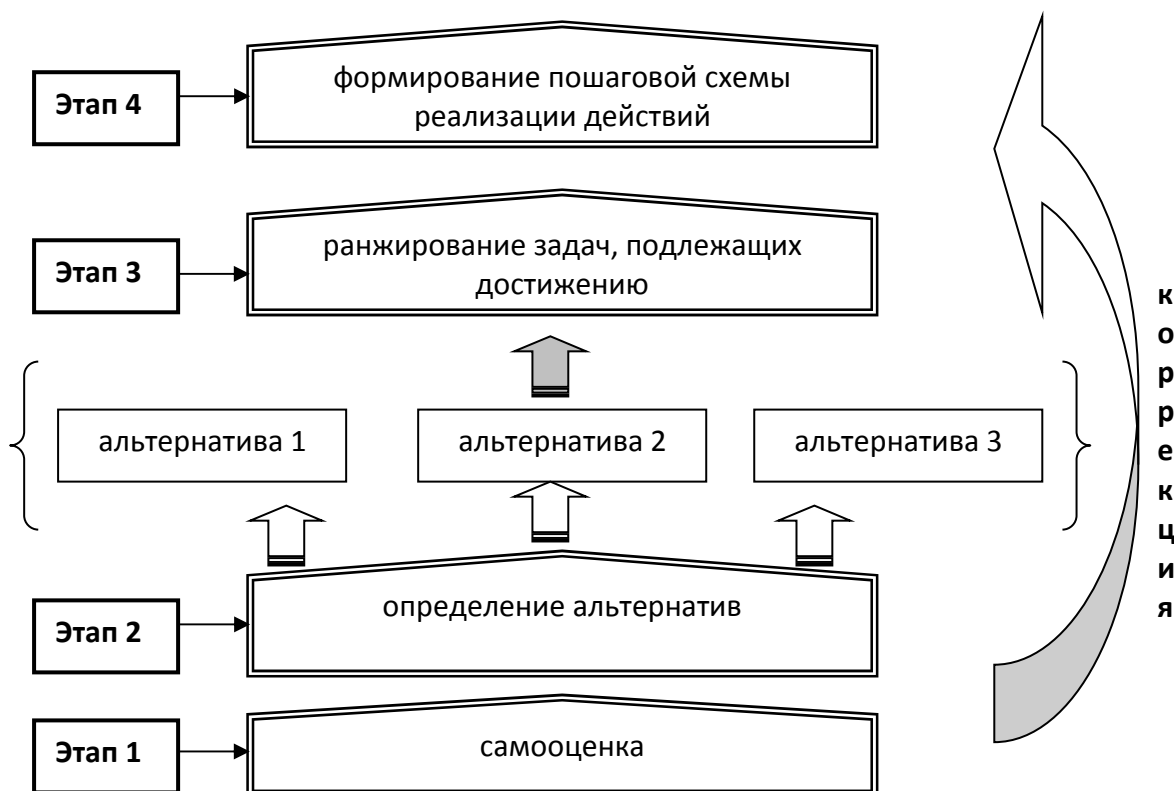 Этап 4
формирование пошаговой схемы
реализации действий
Этап 3
ранжирование задач, подлежащих
достижению
альтернатива 1
альтернатива 2
альтернатива 3
Этап 2
определение альтернатив
Этап 1
самооценка
коррекция